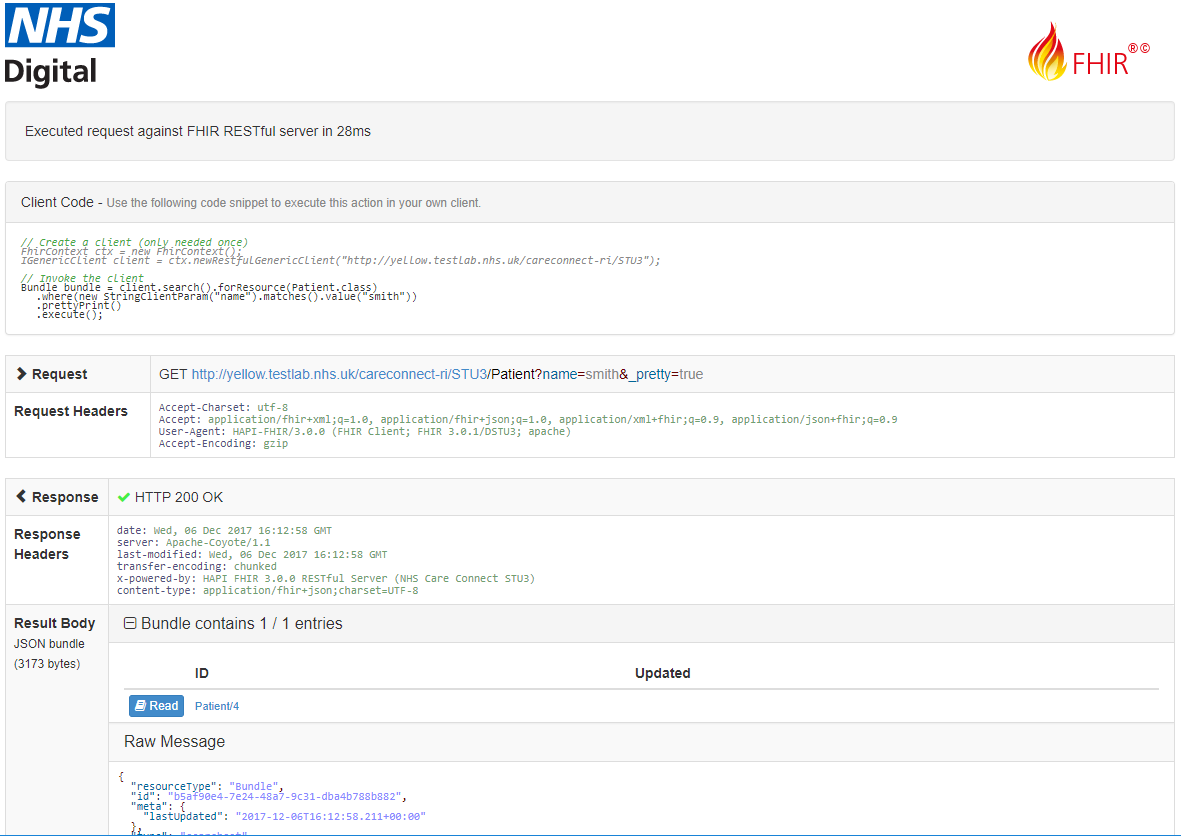 NHS
Digital
FHIR®©
Executed request against FHIR RESTful server in 28ms
Client Code - Use the following code snippet to execute this action in your own client.
// Create a client (only needed once)
FhirContext ctx = new FhirContext();
IGenericClient client = ctx.newRestfulGenericClient("http://yellow.testlab.nhs.uk/careconnect-ri/STU3");
// Invoke the client
Bundle bundle = client.search().forResource(Patient.class)
.where(new StringClientParam("name").matches().value("smith"))
.prettyPrint()
.execute();
Request
GET http://yellow.testlab.nhs.uk/careconnect-ri/STU3/Patient?name=smith&_pretty=true
Request Headers
Accept-Charset: utf-8
Accept: application/fhir+xml;q=1.0, application/fhir+json;q=1.0, application/xml+fhir;q=0.9, application/json+fhir;q=0.9
User-Agent: HAPI-FHIR/3.0.0 (FHIR Client; FHIR 3.0.1/DSTU3; apache)
Accept-Encoding: gzip
Response
HTTP 200 OK
Response
Headers
date: Wed, 06 Dec 2017 16:12:58 GMT
server: Apache-Coyote/1.1
last-modified: Wed, 06 Dec 2017 16:12:58 GMT
transfer-encoding: chunked
x-powered-by: HAPI FHIR 3.0.0 RESTful Server (NHS Care Connect STU3)
content-type: application/fhir+json;charset=UTF-8
Result Body
JSON bundle
(3173 bytes)
Bundle contains 1 / 1 entries
ID Updated
Read Patient/4
Raw Message
{
"resourceType": "Bundle",
"id": "b5af90e4-7e24-48a7-9c31-dba4b788b882",
"meta": {
"lastUpdated": "2017-12-06T16:12:58.211+00:00"
},
"type": "searchset",